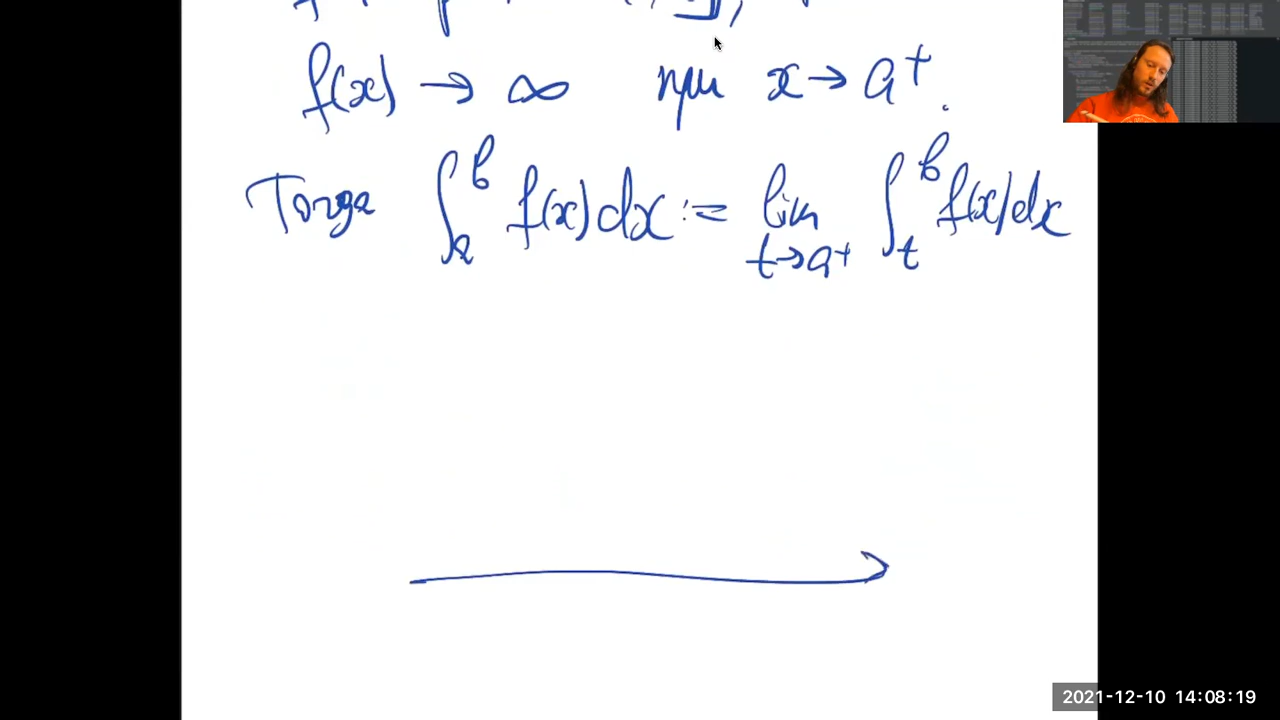 f(x) → ∞ при x → a⁺.
Тогда ∫ₐᵇ f(x)dx := lim_{t→a⁺} ∫ₜᵇ f(x)dx
2021-12-10 14:08:19